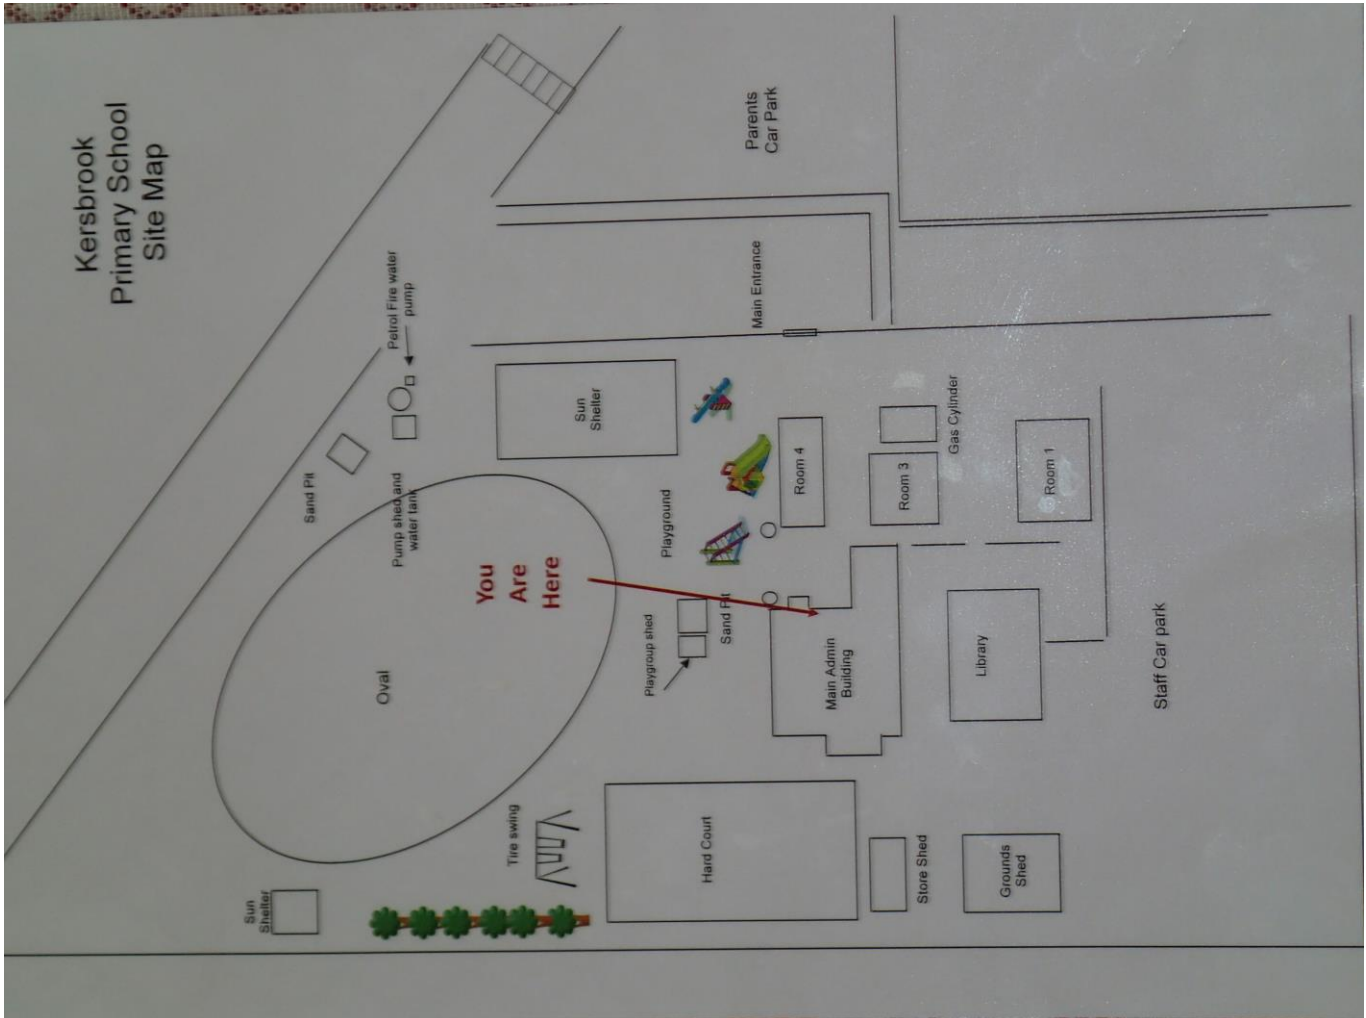 Kersbrook
Primary School
Site Map
Parents
Car Park
Main Entrance
Petrol Fire water
pump
Sand Pit
Pump shed and
water tank
Sun
Shelter
You
Are
Here
Playground
Room 4
Room 3
Gas Cylinder
Room 1
Oval
Playgroup shed
Sand Pit
Main Admin
Building
Library
Staff Car park
Tire swing
Hard Court
Store Shed
Grounds
Shed
Sun
Shelter